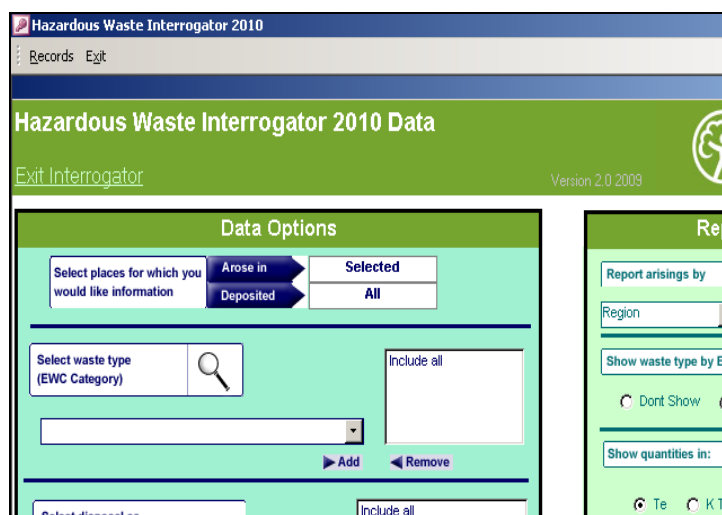 Hazardous Waste Interrogator 2010
Records Exit
Hazardous Waste Interrogator 2010 Data
Exit Interrogator
Version 2.0 2009
Data Options
Select places for which you
would like information
Arose in
Selected
Deposited
All
Select waste type
(EWC Category)
Include all
Add
Remove
Include all
Report arisings by
Region
Show waste type by E
Dont Show
Show quantities in:
Te
K T